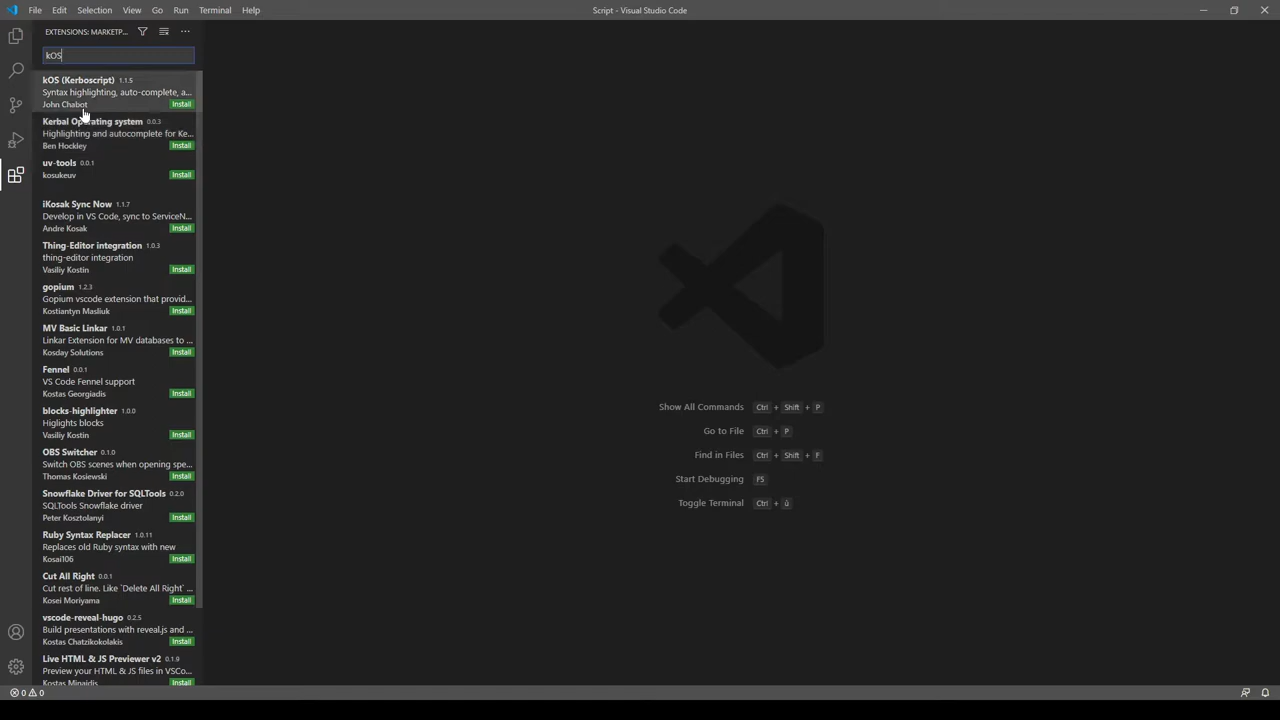 File Edit Selection View Go Run Terminal Help
Script - Visual Studio Code
EXTENSIONS: MARKETP...
kOS
kOS (Kerboscript) 1.1.5
Syntax highlighting, auto-complete, a...
John Chabot Install
Kerbal Operating system 0.0.3
Highlighting and autocomplete for Ke...
Ben Hockley Install
uv-tools 0.0.1
kosukeuv Install
iKosak Sync Now 1.1.7
Develop in VS Code, sync to ServiceN...
Andre Kosak Install
Thing-Editor integration 1.0.3
thing-editor integration
Vasiliy Kostin Install
gopium 1.2.3
Gopium vscode extension that provid...
Kostiantyn Masliuk Install
MV Basic Linkar 1.0.1
Linkar Extension for MV databases to ...
Kosday Solutions Install
Fennel 0.0.1
VS Code Fennel support
Kostas Georgiadis Install
blocks-highlighter 1.0.0
Higlights blocks
Vasiliy Kostin Install
OBS Switcher 0.1.0
Switch OBS scenes when opening spe...
Thomas Kosiewski Install
Snowflake Driver for SQLTools 0.2.0
SQLTools Snowflake driver
Peter Kosztolanyi Install
Ruby Syntax Replacer 1.0.11
Replaces old Ruby syntax with new
Kosai106 Install
Cut All Right 0.0.1
Cut rest of line. Like `Delete All Right` ...
Kosei Moriyama Install
vscode-reveal-hugo 0.2.5
Build presentations with reveal.js and ...
Kostas Chatzikokolakis Install
Live HTML & JS Previewer v2 0.1.9
Preview your HTML & JS files in VSCo...
Kostas Minaidis Install
Show All Commands Ctrl + Shift + P
Go to File Ctrl + P
Find in Files Ctrl + Shift + F
Start Debugging F5
Toggle Terminal Ctrl + ů
0 0